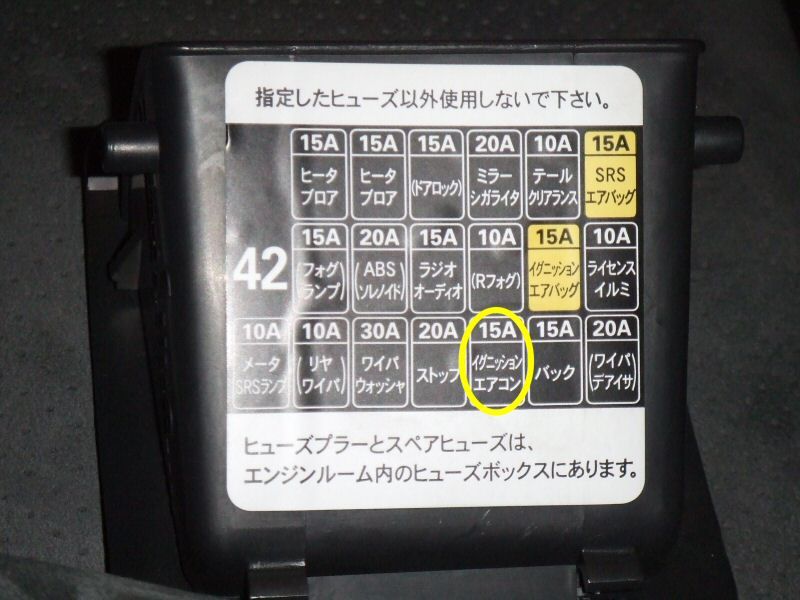 指定したヒューズ以外使用しないで下さい。
15A 15A 15A 20A 10A 15A
ヒータ ヒータ (ドアロック) ミラー テール SRS
ブロア ブロア シガライタ クリアランス エアバッグ
42
15A 20A 15A 10A 15A 10A
(フォグ (ABS ラジオ (Rフォグ) イグニッション ライセンス
ランプ) ソレノイド) オーディオ エアバッグ イルミ
10A 10A 30A 20A 15A 15A 20A
メータ (リヤ ワイパ ストップ イグニッション バック (ワイパ
SRSランプ ワイパ) ウォッシャ エアコン デアイサ)
ヒューズプラーとスペアヒューズは、
エンジンルーム内のヒューズボックスにあります。